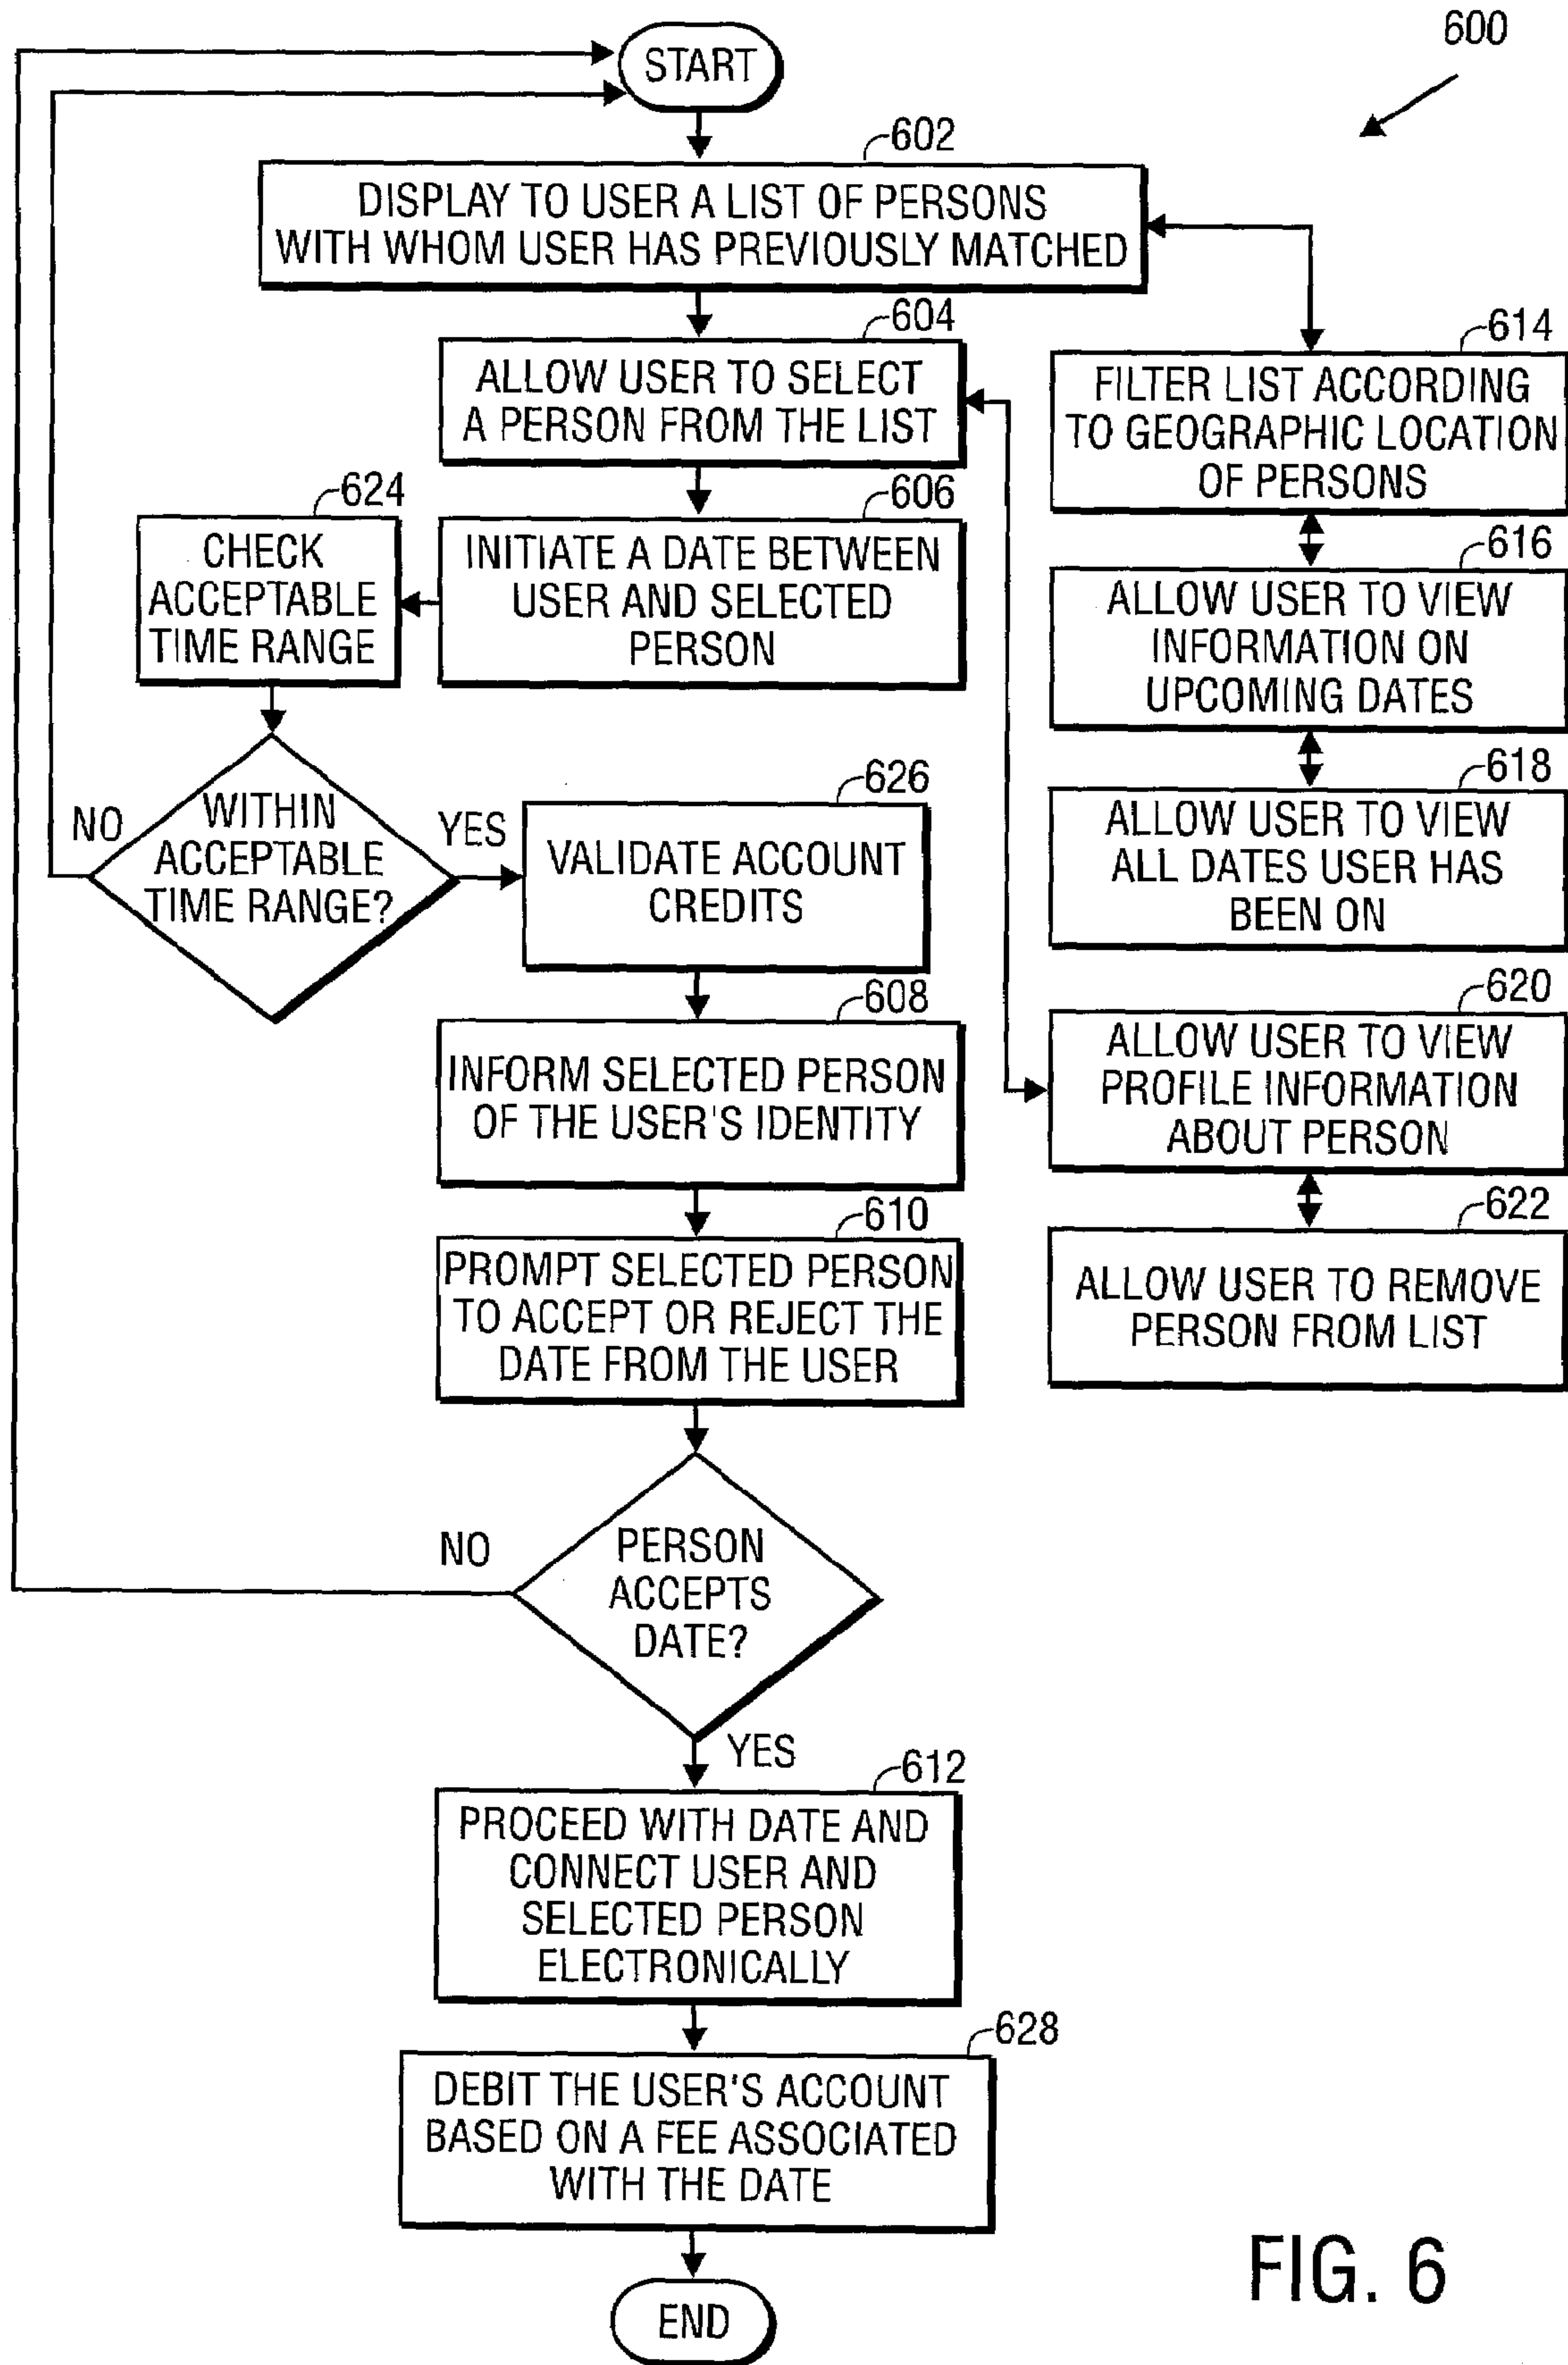 600
START
602
DISPLAY TO USER A LIST OF PERSONS
WITH WHOM USER HAS PREVIOUSLY MATCHED
604
ALLOW USER TO SELECT
A PERSON FROM THE LIST
614
FILTER LIST ACCORDING
TO GEOGRAPHIC LOCATION
OF PERSONS
624
CHECK
ACCEPTABLE
TIME RANGE
606
INITIATE A DATE BETWEEN
USER AND SELECTED
PERSON
616
ALLOW USER TO VIEW
INFORMATION ON
UPCOMING DATES
NO
WITHIN
ACCEPTABLE
TIME RANGE?
YES
626
VALIDATE ACCOUNT
CREDITS
618
ALLOW USER TO VIEW
ALL DATES USER HAS
BEEN ON
608
INFORM SELECTED PERSON
OF THE USER'S IDENTITY
620
ALLOW USER TO VIEW
PROFILE INFORMATION
ABOUT PERSON
610
PROMPT SELECTED PERSON
TO ACCEPT OR REJECT THE
DATE FROM THE USER
622
ALLOW USER TO REMOVE
PERSON FROM LIST
NO
PERSON
ACCEPTS
DATE?
YES
612
PROCEED WITH DATE AND
CONNECT USER AND
SELECTED PERSON
ELECTRONICALLY
628
DEBIT THE USER'S ACCOUNT
BASED ON A FEE ASSOCIATED
WITH THE DATE
END
FIG. 6